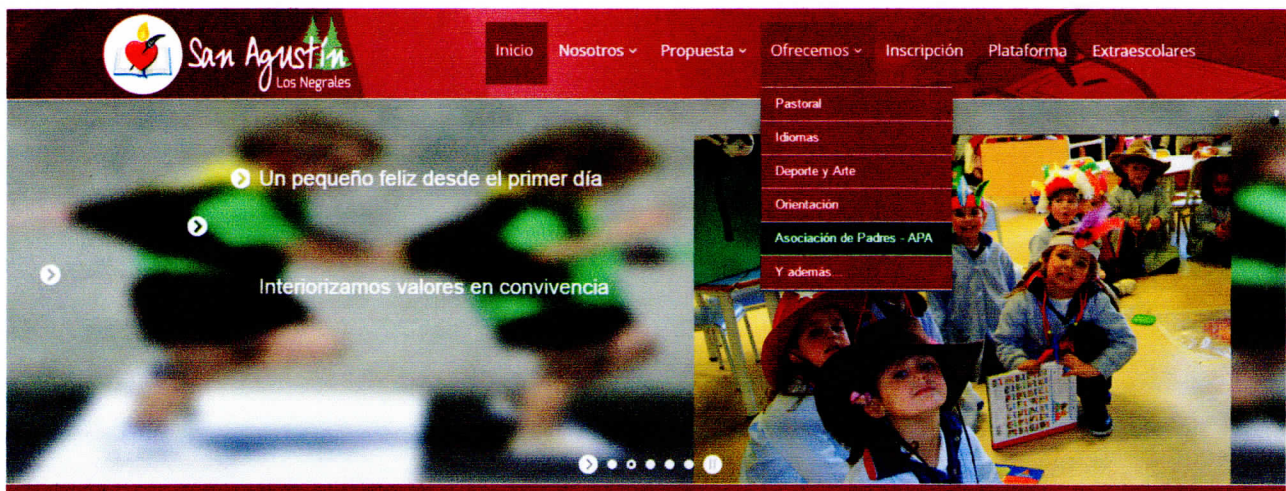 San Agustín
Los Negrales
Inicio Nosotros Propuesta Ofrecemos Inscripción Plataforma Extraescolares
Pastoral
Idiomas
Deporte y Arte
Orientación
Asociación de Padres - APA
Y además...
Un pequeño feliz desde el primer día
Interiorizamos valores en convivencia